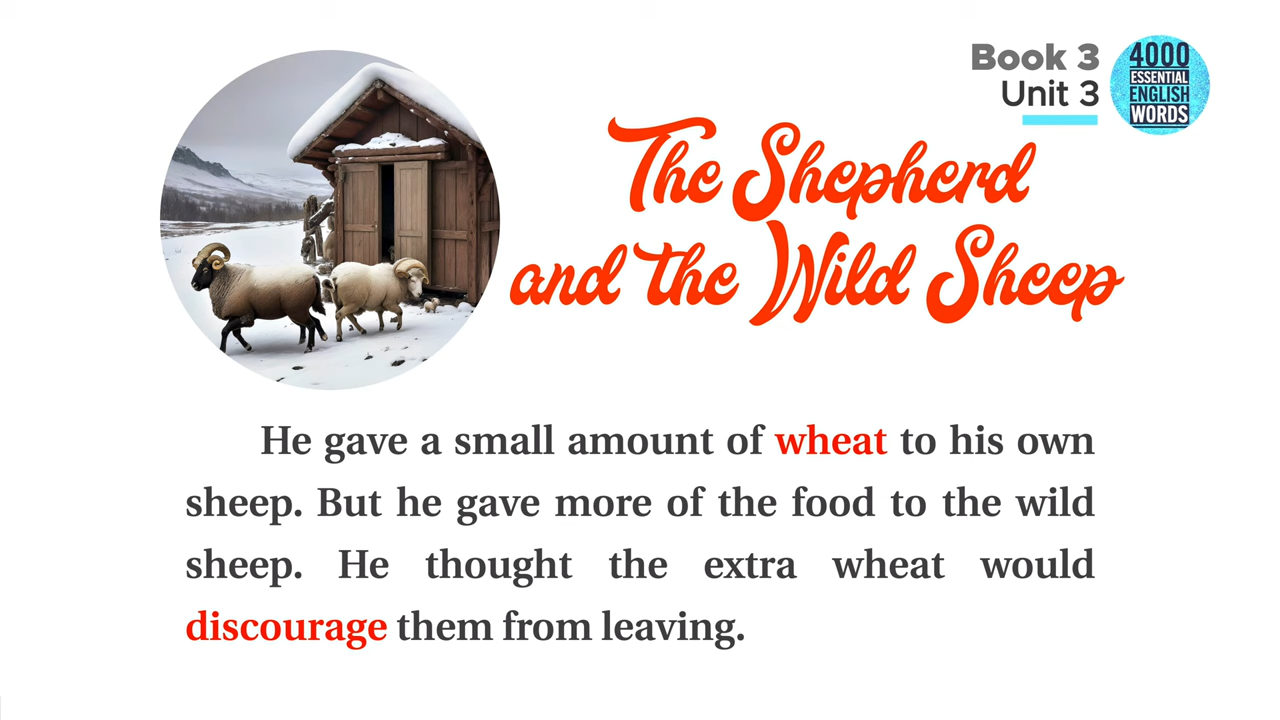 Book 3
Unit 3
4000
ESSENTIAL
ENGLISH
WORDS
The Shepherd
and the Wild Sheep
He gave a small amount of wheat to his own
sheep. But he gave more of the food to the wild
sheep. He thought the extra wheat would
discourage them from leaving.